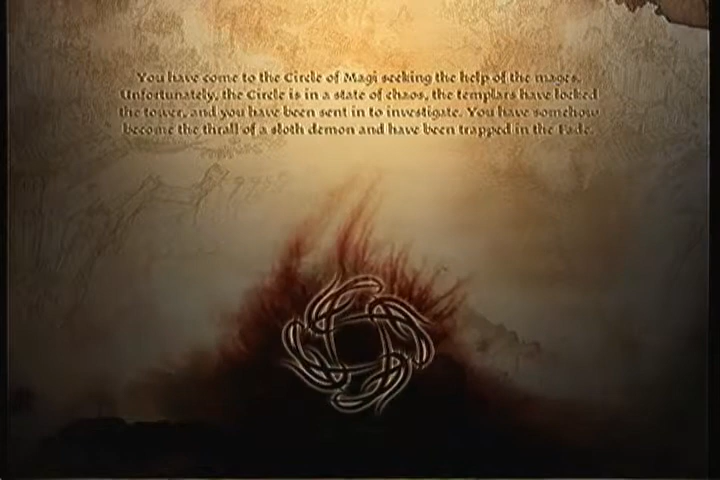 You have come to the Circle of Magi seeking the help of the mages.
Unfortunately, the Circle is in a state of chaos, the templars have locked
the tower, and you have been sent in to investigate. You have somehow
become the thrall of a sloth demon and have been trapped in the Fade.